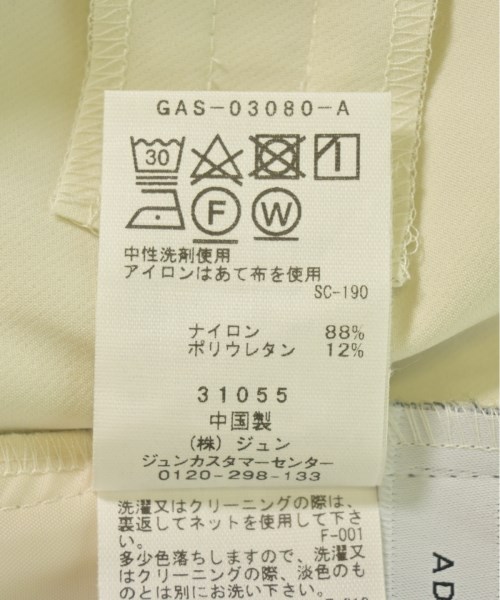 GAS-03080-A
30
F W
中性洗剤使用
アイロンはあて布を使用
SC-190
ナイロン 88%
ポリウレタン 12%
31055
中国製
(株) ジュン
ジュンカスタマーセンター
0120-298-133
洗濯又はクリーニングの際は、
裏返してネットを使用して下さ
い。 F-001
多少色落ちしますので、洗濯又
はクリーニングの際、淡色のも
のとは別にお洗い下さい。
AD